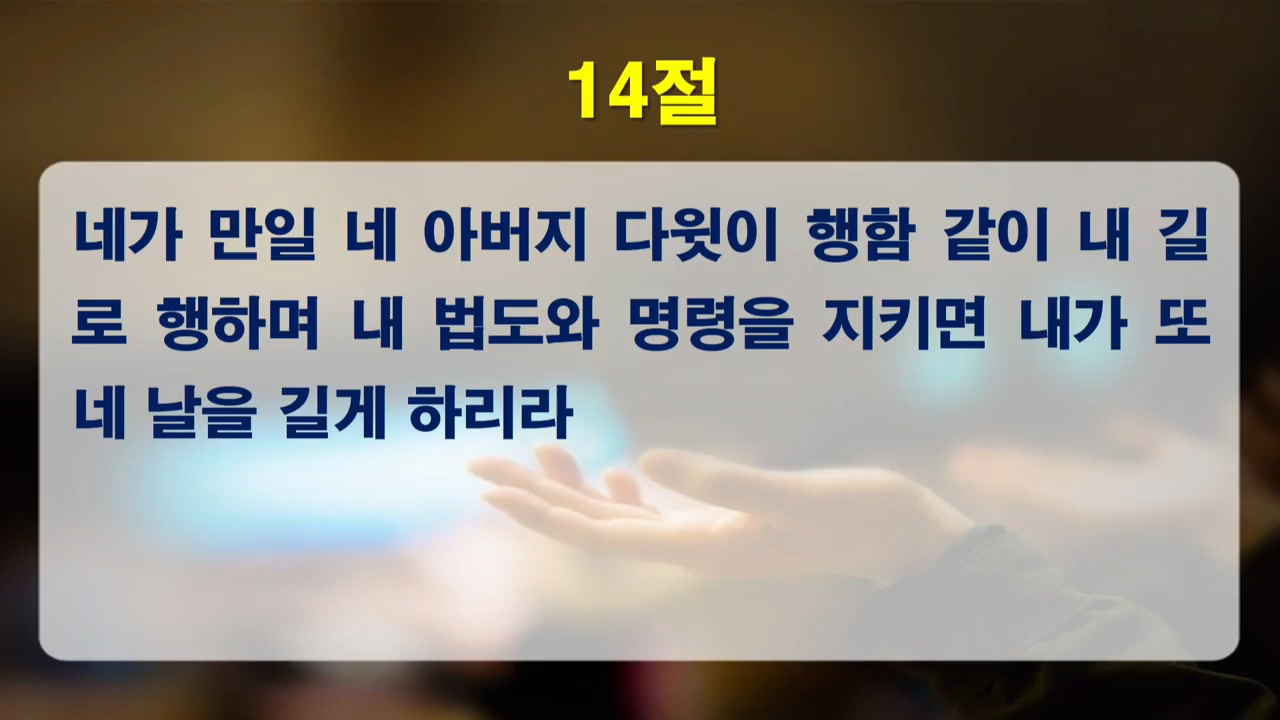 14절
네가 만일 네 아버지 다윗이 행함 같이 내 길
로 행하며 내 법도와 명령을 지키면 내가 또
네 날을 길게 하리라